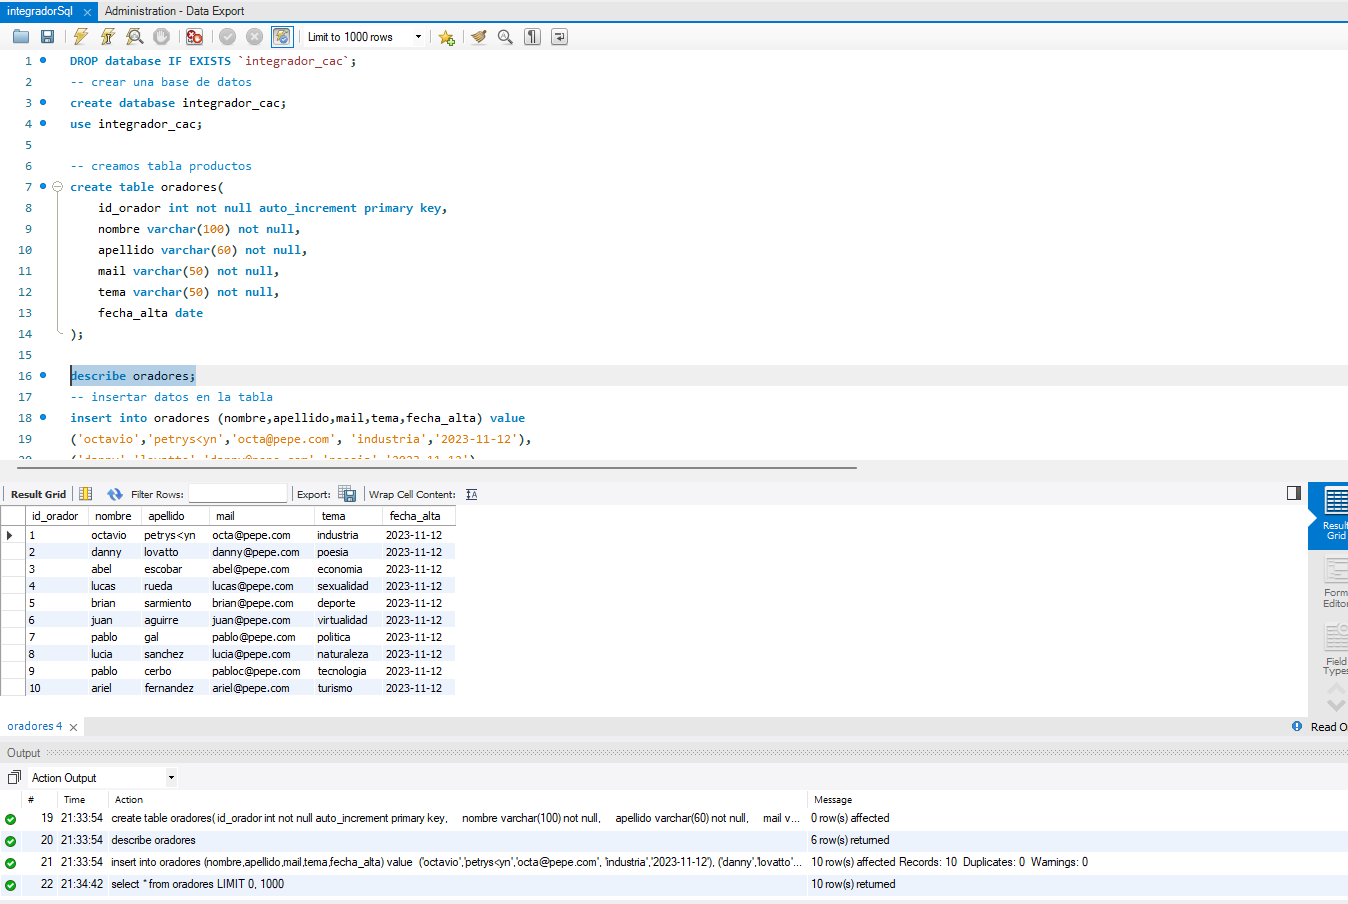 integradorSql
Administration - Data Export
Limit to 1000 rows
1 DROP database IF EXISTS `integrador_cac`;
2 -- crear una base de datos
3 create database integrador_cac;
4 use integrador_cac;
5
6 -- creamos tabla productos
7 create table oradores(
8 id_orador int not null auto_increment primary key,
9 nombre varchar(100) not null,
10 apellido varchar(60) not null,
11 mail varchar(50) not null,
12 tema varchar(50) not null,
13 fecha_alta date
14 );
15
16 describe oradores;
17 -- insertar datos en la tabla
18 insert into oradores (nombre,apellido,mail,tema,fecha_alta) value
19 ('octavio','petrys<yn','octa@pepe.com', 'industria','2023-11-12'),
Result Grid Filter Rows: Export: Wrap Cell Content:
id_orador nombre apellido mail tema fecha_alta
1 octavio petrys<yn octa@pepe.com industria 2023-11-12
2 danny lovatto danny@pepe.com poesia 2023-11-12
3 abel escobar abel@pepe.com economia 2023-11-12
4 lucas rueda lucas@pepe.com sexualidad 2023-11-12
5 brian sarmiento brian@pepe.com deporte 2023-11-12
6 juan aguirre juan@pepe.com virtualidad 2023-11-12
7 pablo gal pablo@pepe.com politica 2023-11-12
8 lucia sanchez lucia@pepe.com naturaleza 2023-11-12
9 pablo cerbo pabloc@pepe.com tecnologia 2023-11-12
10 ariel fernandez ariel@pepe.com turismo 2023-11-12
Result
Grid
Form
Editor
Field
Types
oradores 4
Read O
Output
Action Output
# Time Action Message
19 21:33:54 create table oradores( id_orador int not null auto_increment primary key, nombre varchar(100) not null, apellido varchar(60) not null, mail v... 0 row(s) affected
20 21:33:54 describe oradores 6 row(s) returned
21 21:33:54 insert into oradores (nombre,apellido,mail,tema,fecha_alta) value ('octavio','petrys<yn','octa@pepe.com', 'industria','2023-11-12'), ('danny','lovatto'... 10 row(s) affected Records: 10 Duplicates: 0 Warnings: 0
22 21:34:42 select * from oradores LIMIT 0, 1000 10 row(s) returned